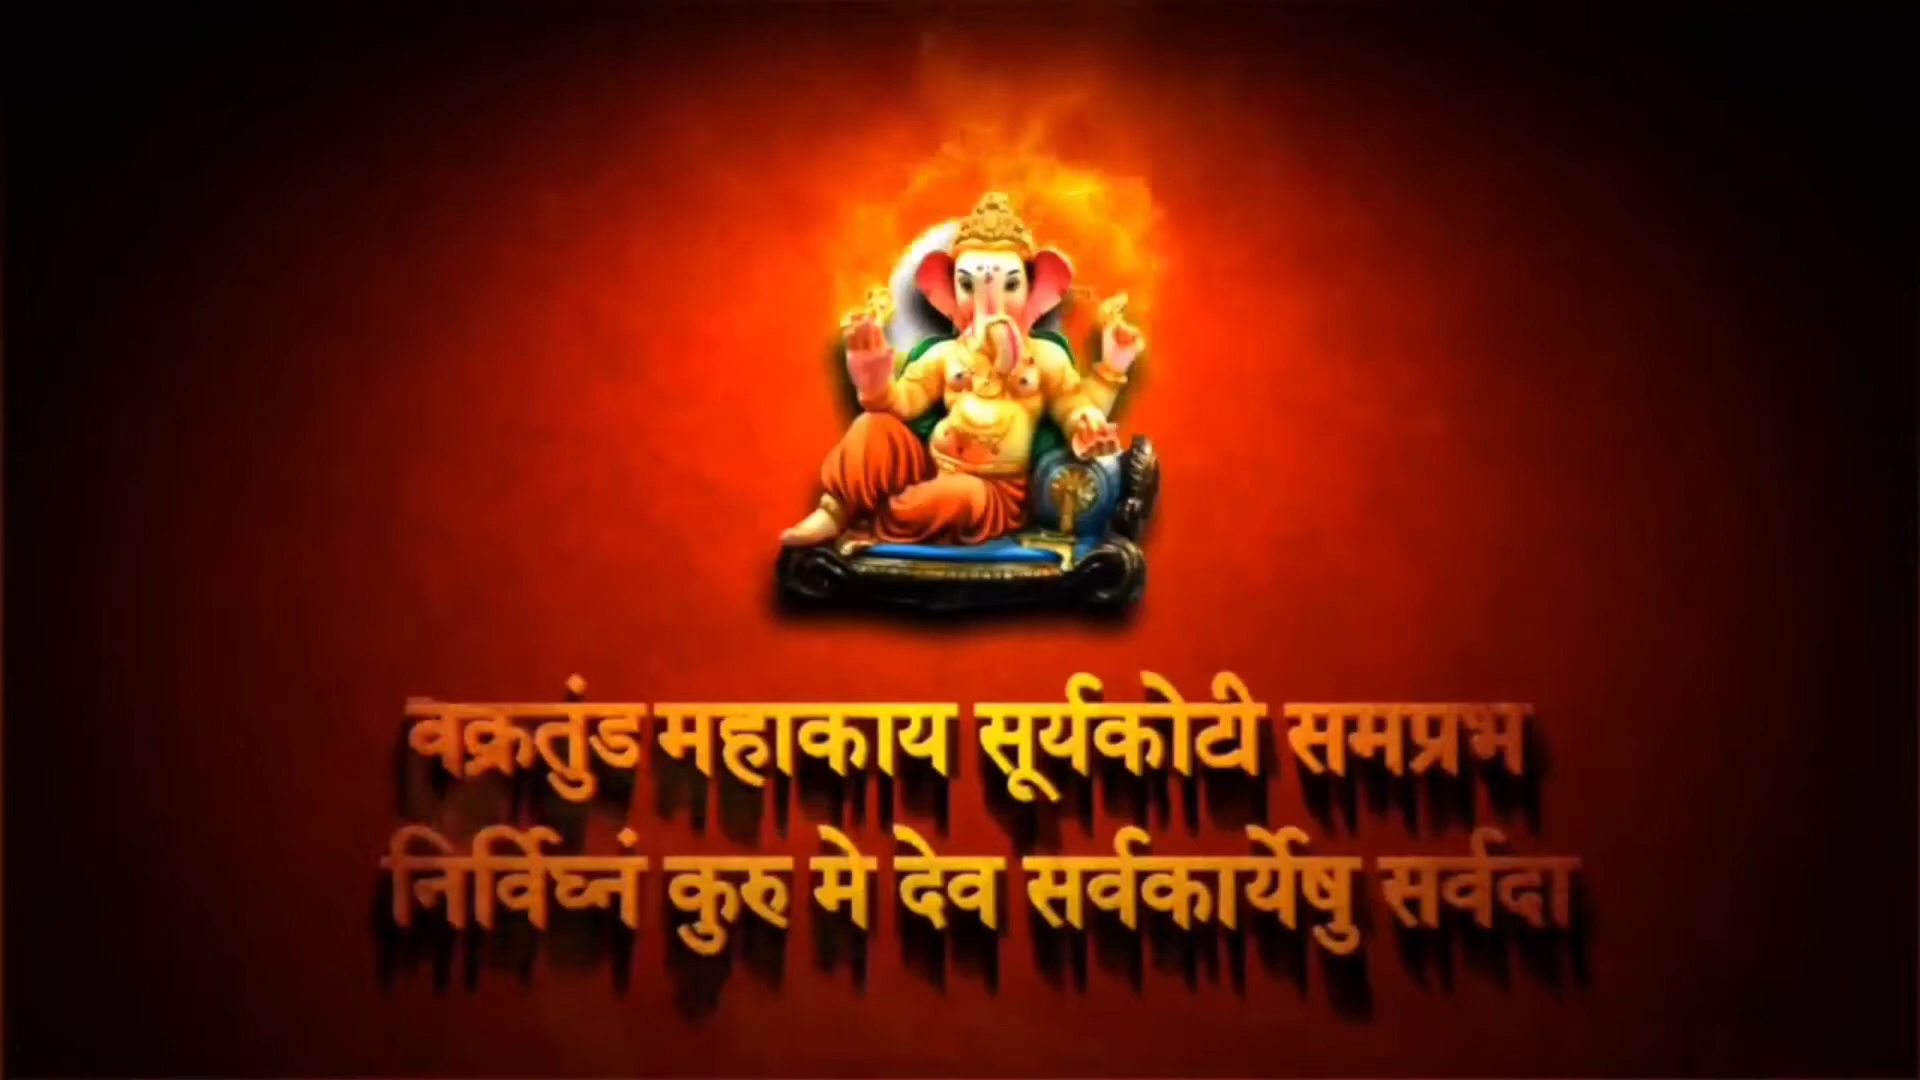 वक्रतुंड महाकाय सूर्यकोटी समप्रभ
निर्विघ्नं कुरु मे देव सर्वकार्येषु सर्वदा